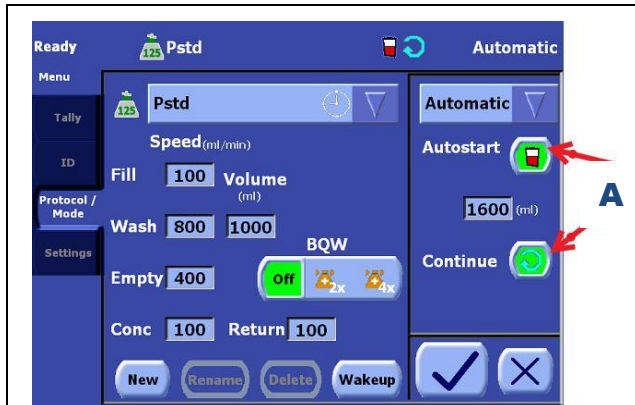 Ready 125 Pstd Automatic
Menu
Tally
ID
Protocol / Mode
Settings
125 Pstd
Speed (ml/min)
Fill 100 Volume (ml)
Wash 800 1000
BQW
Empty 400 Off 2x 4x
Conc 100 Return 100
New Rename Delete Wakeup
Automatic
Autostart
1600 (ml)
Continue
A